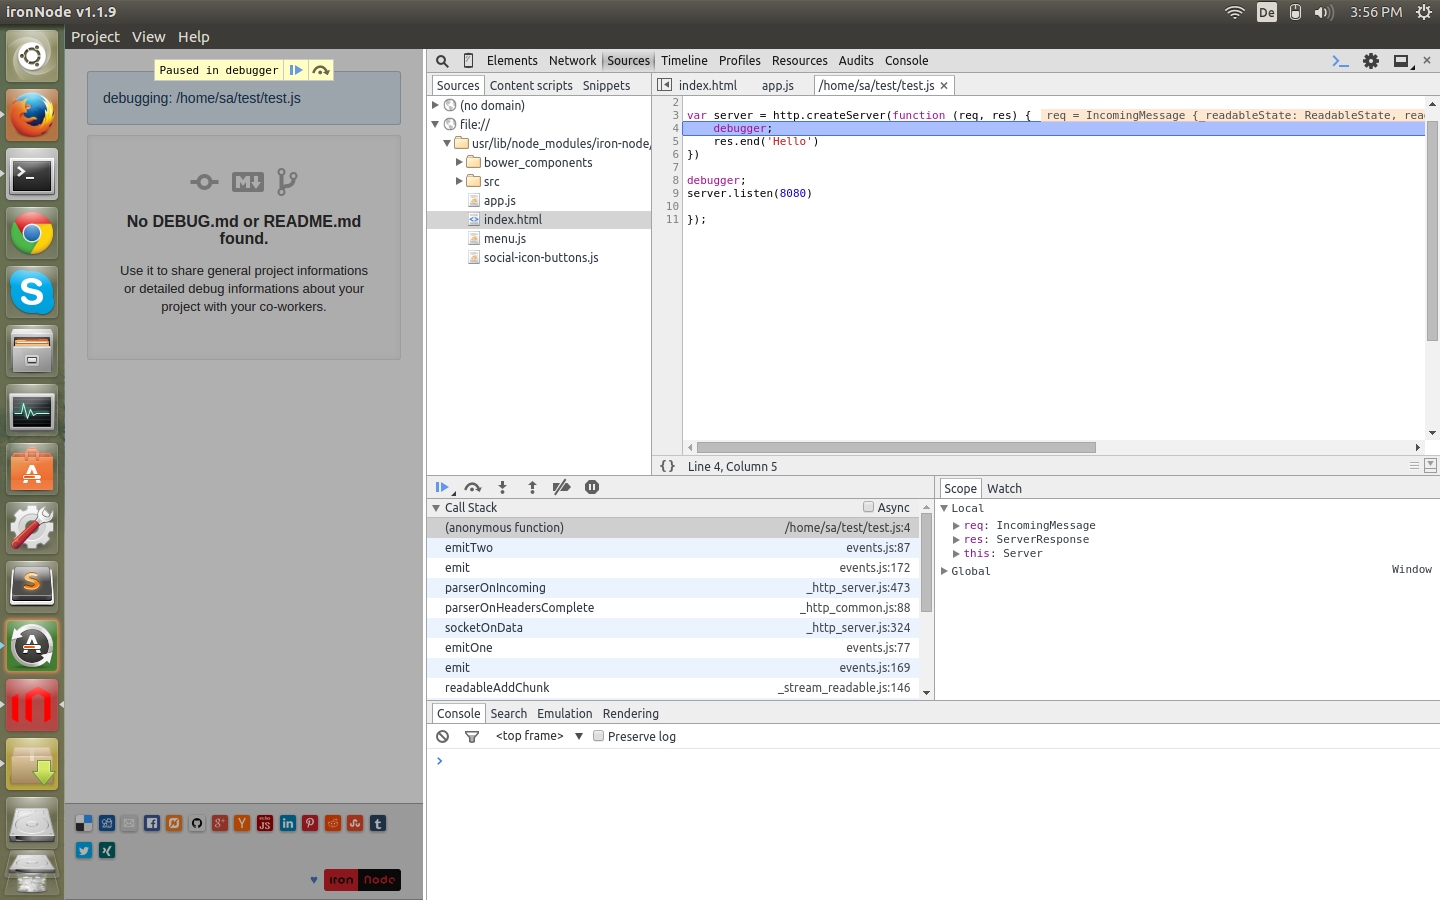 ironNode v1.1.9
De
3:56 PM
Project View Help
Paused in debugger
debugging: /home/sa/test/test.js
No DEBUG.md or README.md
found.
Use it to share general project informations
or detailed debug informations about your
project with your co-workers.
iron Node
Elements Network Sources Timeline Profiles Resources Audits Console
Sources Content scripts Snippets
(no domain)
file://
usr/lib/node_modules/iron-node/
bower_components
src
app.js
index.html
menu.js
social-icon-buttons.js
index.html app.js /home/sa/test/test.js ×
2
3 var server = http.createServer(function (req, res) { req = IncomingMessage {_readableState: ReadableState, rea
4 debugger;
5 res.end('Hello')
6 })
7
8 debugger;
9 server.listen(8080)
10
11 });
{} Line 4, Column 5
Call Stack Async
(anonymous function) /home/sa/test/test.js:4
emitTwo events.js:87
emit events.js:172
parserOnIncoming _http_server.js:473
parserOnHeadersComplete _http_common.js:88
socketOnData _http_server.js:324
emitOne events.js:77
emit events.js:169
readableAddChunk _stream_readable.js:146
Scope Watch
Local
req: IncomingMessage
res: ServerResponse
this: Server
Global Window
Console Search Emulation Rendering
<top frame> Preserve log
>